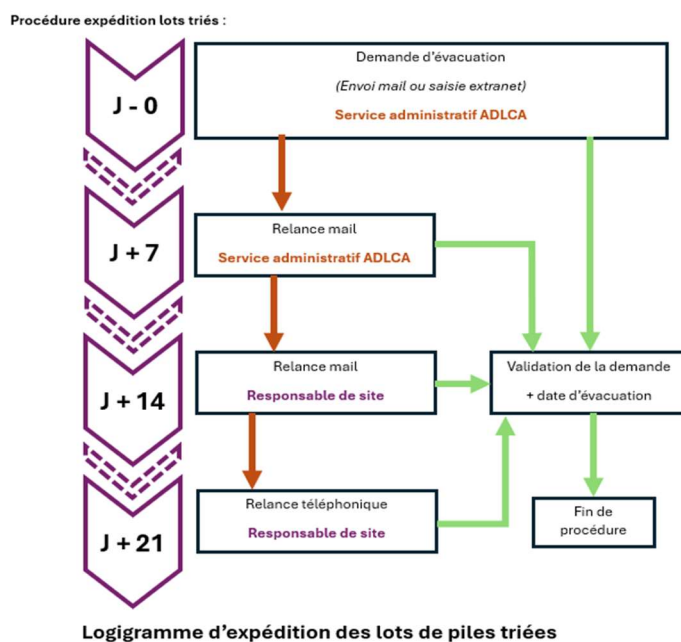 Procédure expédition lots triés :
J - 0
Demande d'évacuation
(Envoi mail ou saisie extranet)
Service administratif ADLCA
J + 7
Relance mail
Service administratif ADLCA
J + 14
Relance mail
Responsable de site
Validation de la demande
+ date d'évacuation
J + 21
Relance téléphonique
Responsable de site
Fin de
procédure
Logigramme d'expédition des lots de piles triées